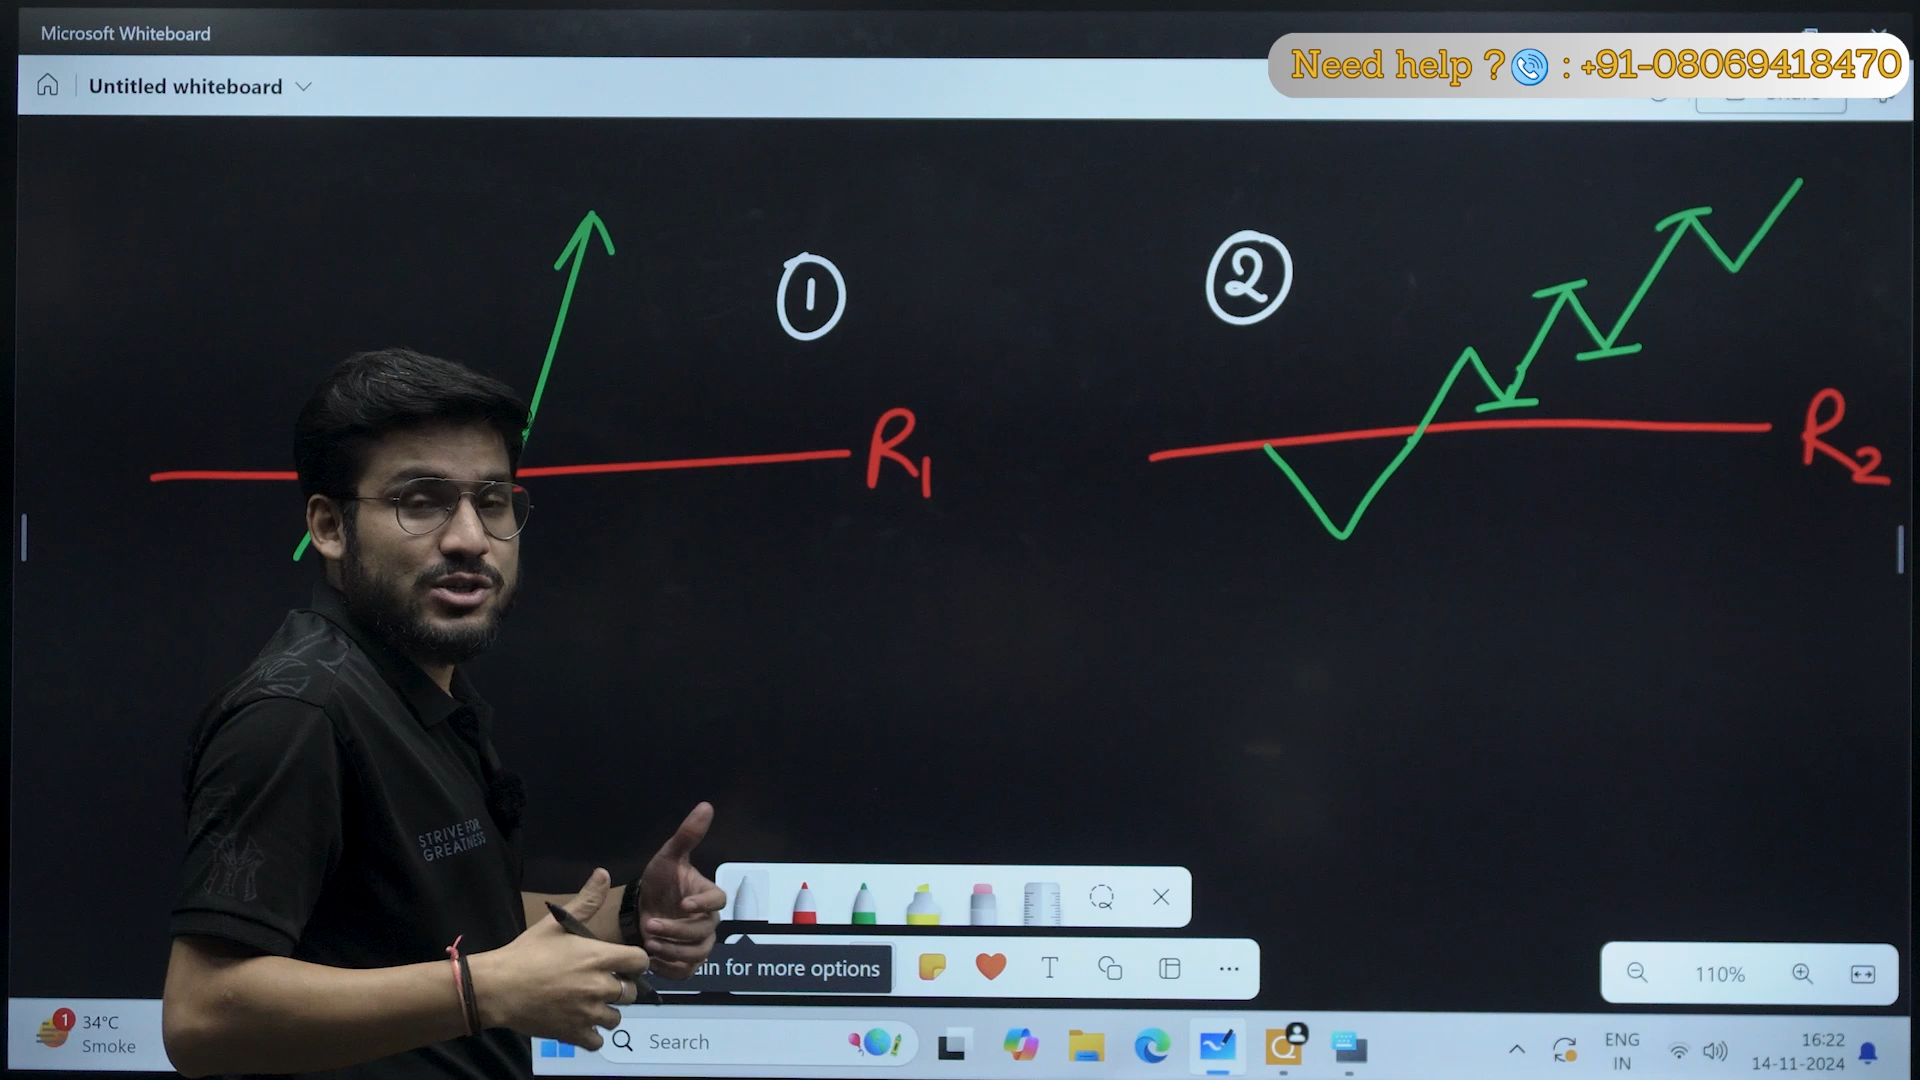 Microsoft Whiteboard
Need help ? : +91-08069418470
Untitled whiteboard
1
2
R1
R2
STRIVE FOR
GREATNESS
for more options
T
110%
1
34°C
Smoke
Search
ENG
IN
16:22
14-11-2024